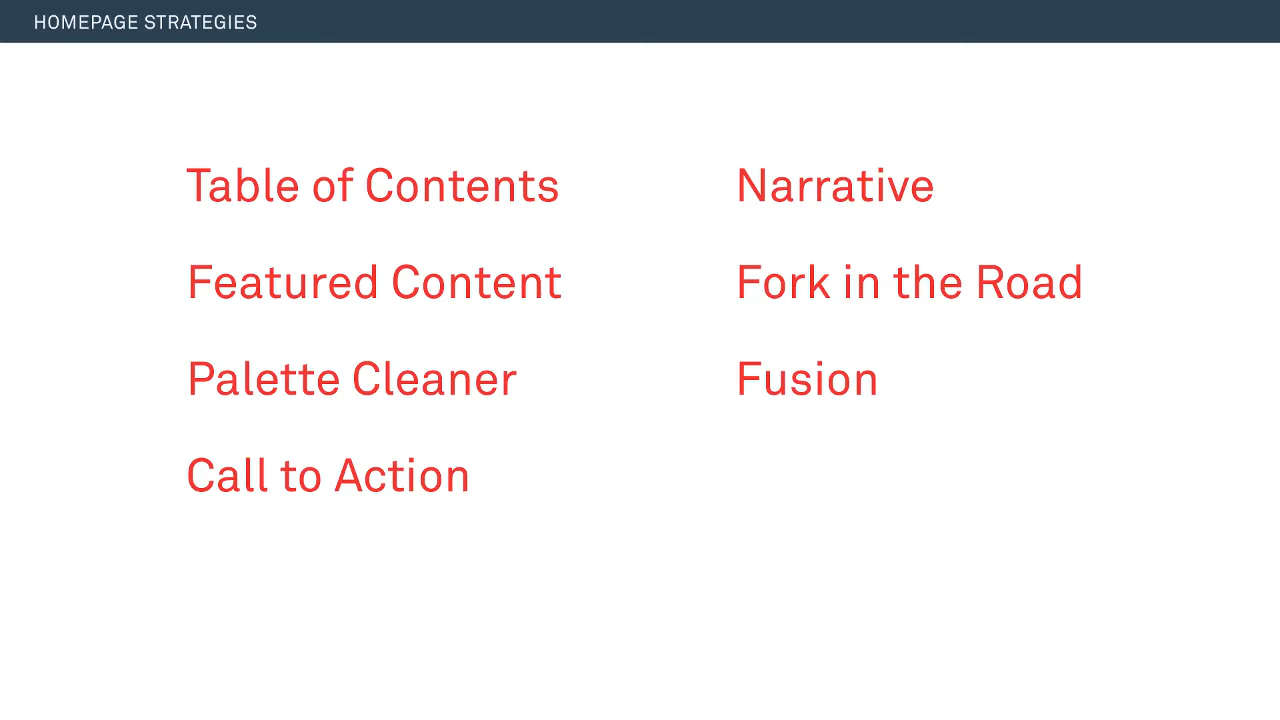 HOMEPAGE STRATEGIES
Table of Contents
Featured Content
Palette Cleaner
Call to Action
Narrative
Fork in the Road
Fusion